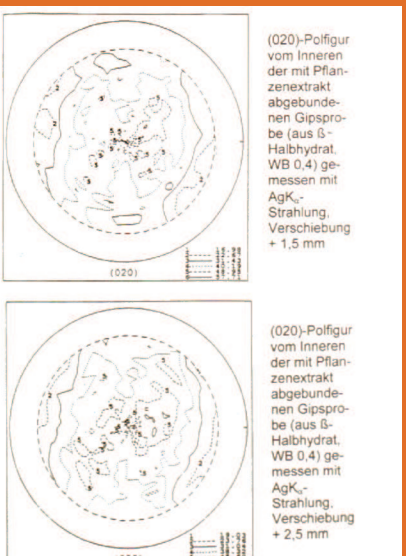 (020)
(020)-Polfigur
vom Inneren
der mit Pflan-
zenextrakt
abgebunde-
nen Gipspro-
be (aus ß-
Halbhydrat,
WB 0,4) ge-
messen mit
AgKα-
Strahlung,
Verschiebung
+ 1,5 mm
(020)-Polfigur
vom Inneren
der mit Pflan-
zenextrakt
abgebunde-
nen Gipspro-
be (aus ß-
Halbhydrat,
WB 0,4) ge-
messen mit
AgKα-
Strahlung,
Verschiebung
+ 2,5 mm